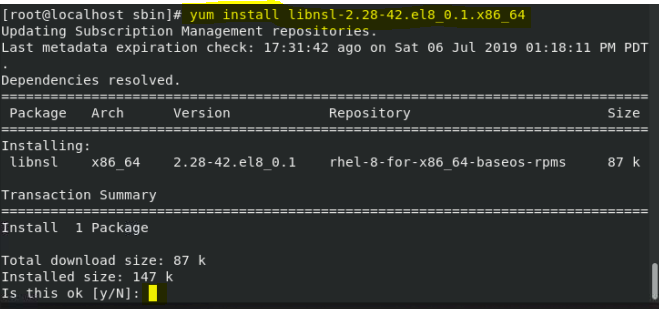 [root@localhost sbin]# yum install libnsl-2.28-42.el8_0.1.x86_64
Updating Subscription Management repositories.
Last metadata expiration check: 17:31:42 ago on Sat 06 Jul 2019 01:18:11 PM PDT
.
Dependencies resolved.
================================================================================
Package Arch Version Repository Size
================================================================================
Installing:
libnsl x86_64 2.28-42.el8_0.1 rhel-8-for-x86_64-baseos-rpms 87 k
Transaction Summary
================================================================================
Install 1 Package
Total download size: 87 k
Installed size: 147 k
Is this ok [y/N]: